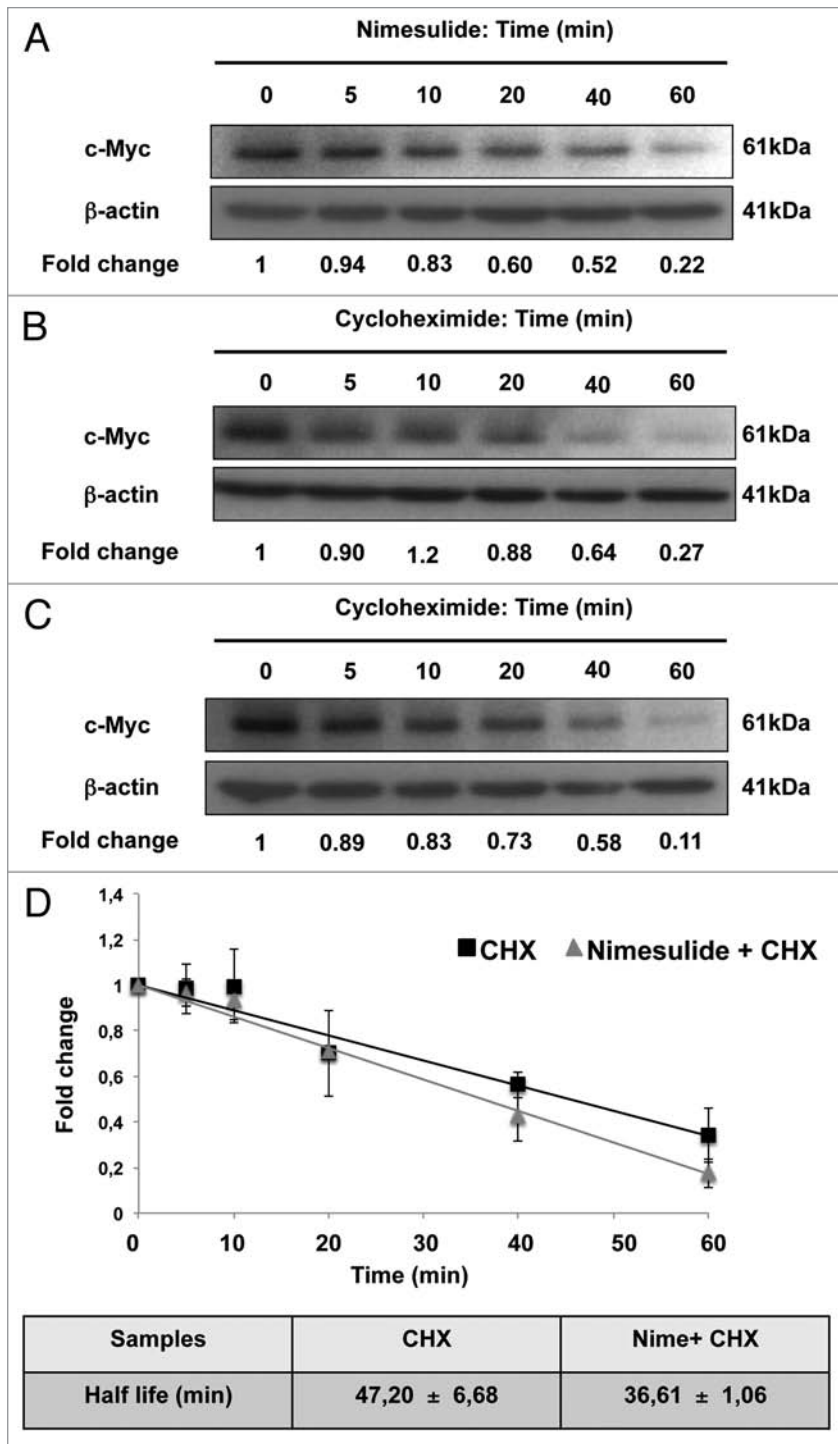 A
Nimesulide: Time (min)
0 5 10 20 40 60
c-Myc 61kDa
β-actin 41kDa
Fold change 1 0.94 0.83 0.60 0.52 0.22
B
Cycloheximide: Time (min)
0 5 10 20 40 60
c-Myc 61kDa
β-actin 41kDa
Fold change 1 0.90 1.2 0.88 0.64 0.27
C
Cycloheximide: Time (min)
0 5 10 20 40 60
c-Myc 61kDa
β-actin 41kDa
Fold change 1 0.89 0.83 0.73 0.58 0.11
D
CHX Nimesulide + CHX
Fold change
1,4
1,2
1
0,8
0,6
0,4
0,2
0
0 10 20 30 40 50 60
Time (min)
Samples CHX Nime+ CHX
Half life (min) 47,20 ± 6,68 36,61 ± 1,06